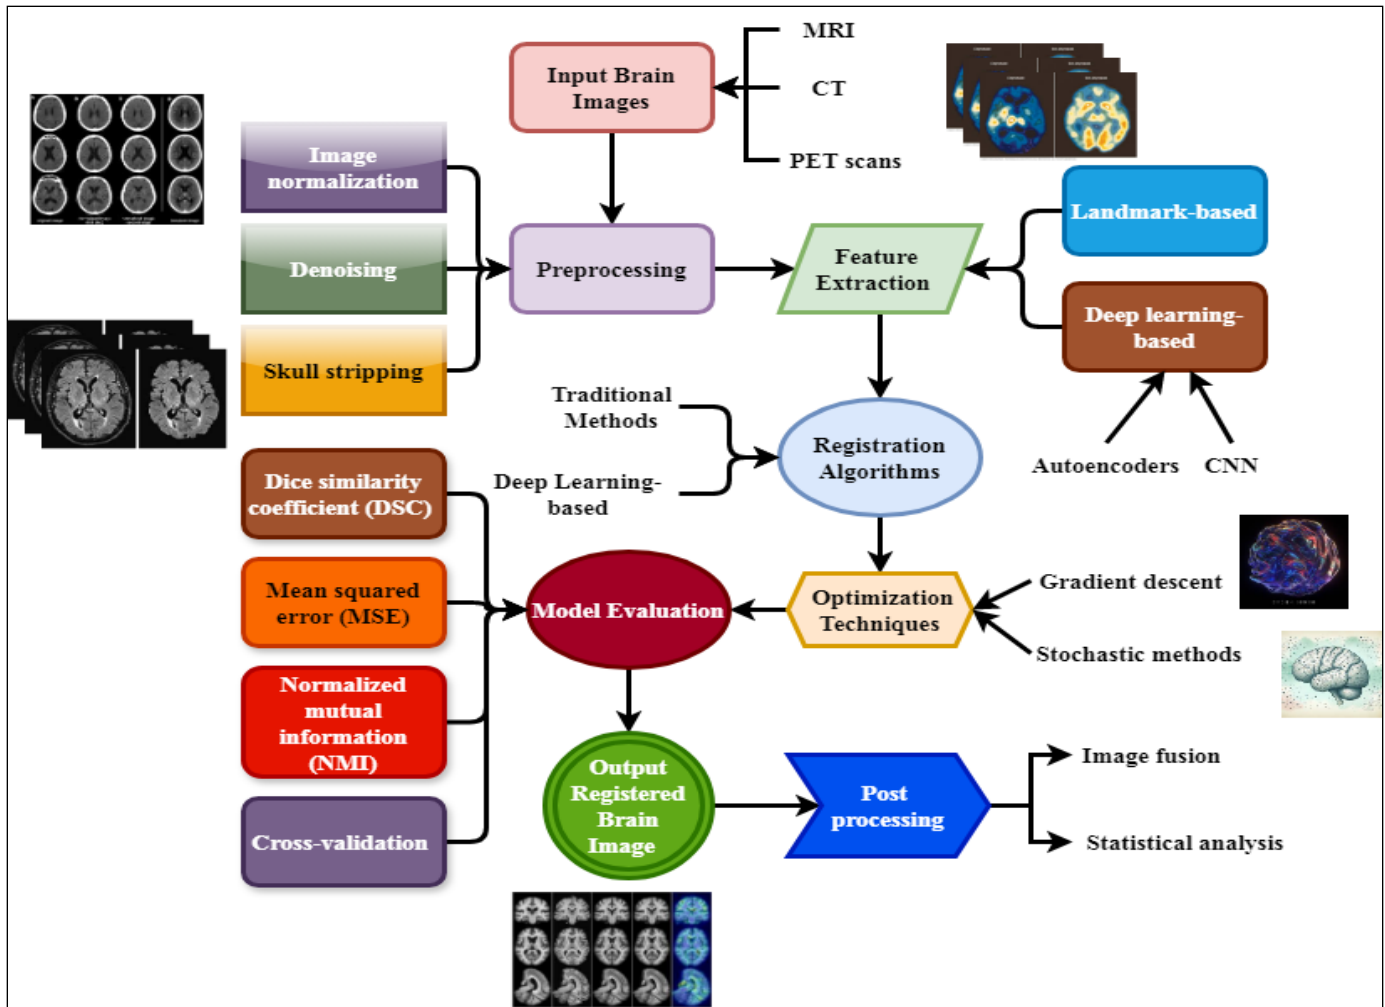 MRI
Input Brain
Images
CT
PET scans
Image
normalization
Denoising
Skull stripping
Preprocessing
Feature
Extraction
Landmark-based
Deep learning-
based
Autoencoders
CNN
Traditional
Methods
Deep Learning-
based
Registration
Algorithms
Dice similarity
coefficient (DSC)
Mean squared
error (MSE)
Normalized
mutual
information
(NMI)
Cross-validation
Model Evaluation
Optimization
Techniques
Gradient descent
Stochastic methods
Output
Registered
Brain
Image
Post
processing
Image fusion
Statistical analysis